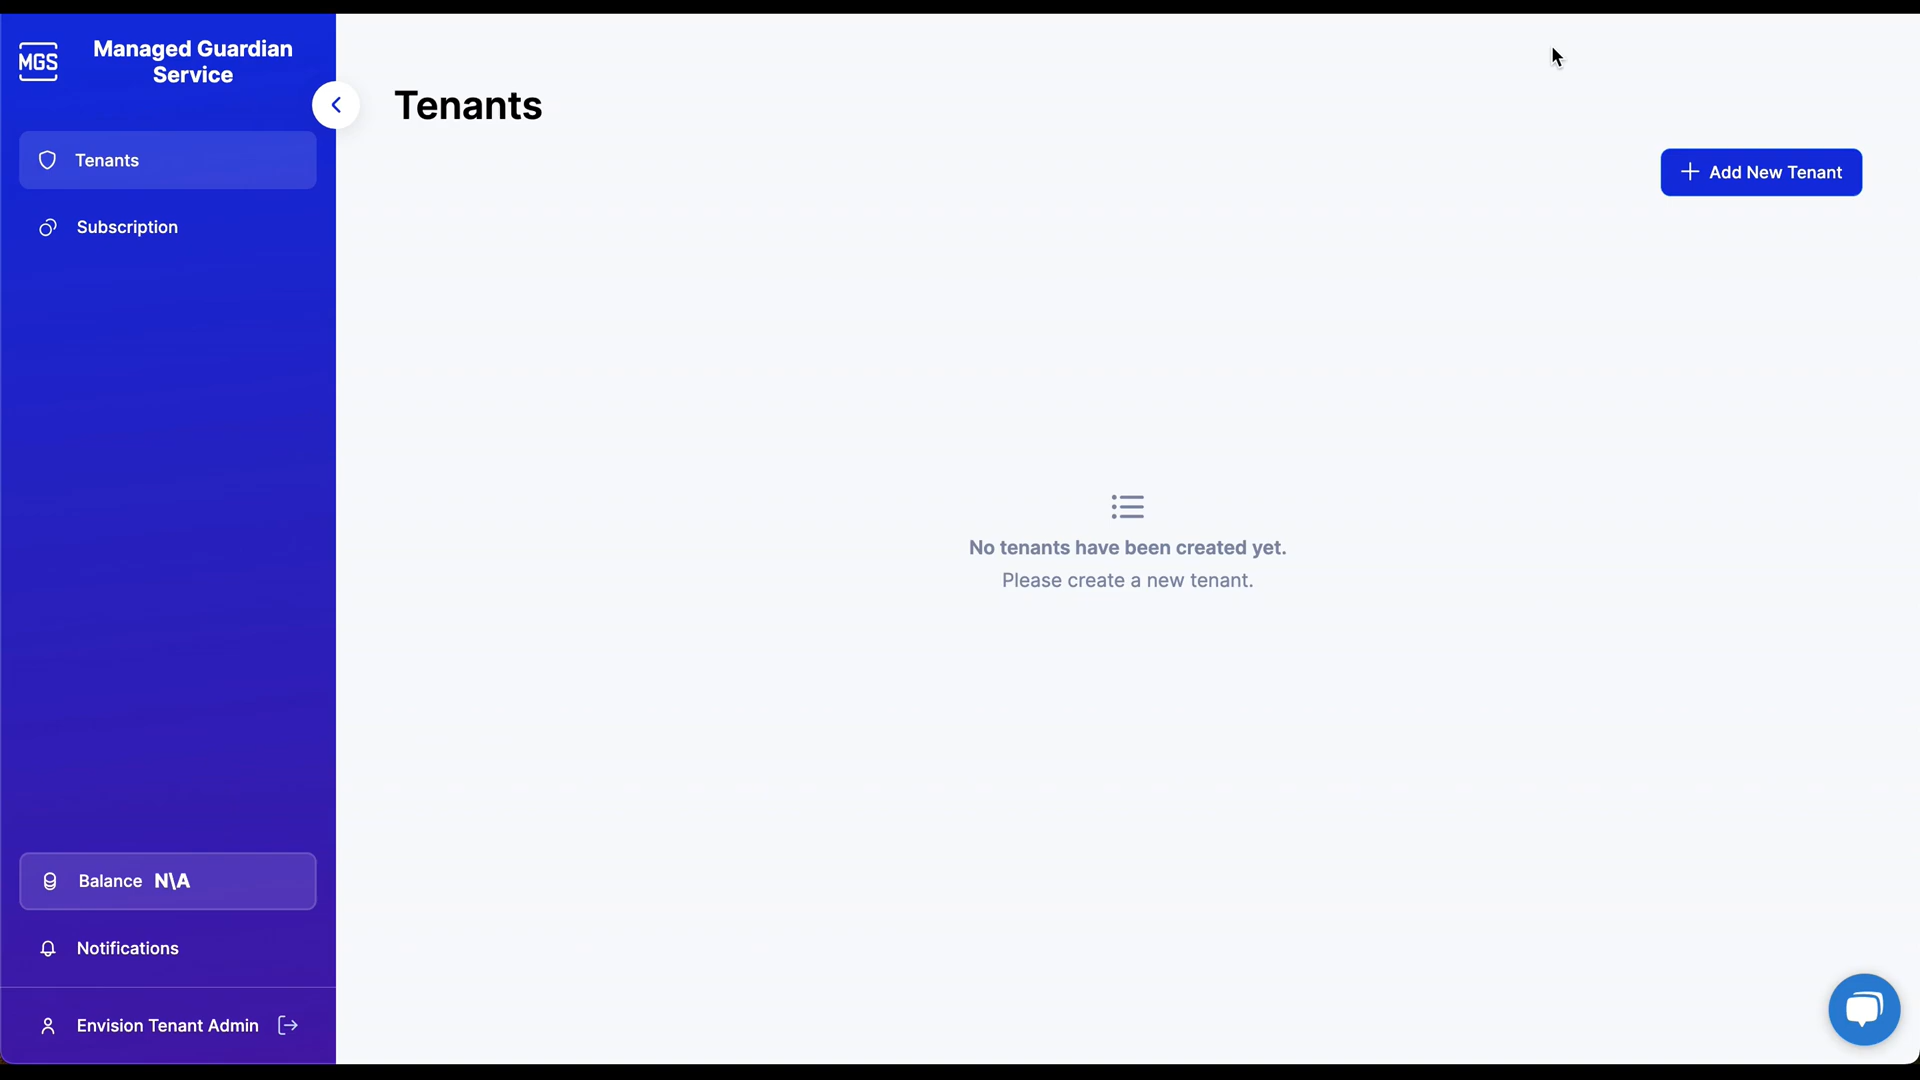 MGS
Managed Guardian
Service
Tenants
Subscription
Tenants
Add New Tenant
No tenants have been created yet.
Please create a new tenant.
Balance N\A
Notifications
Envision Tenant Admin